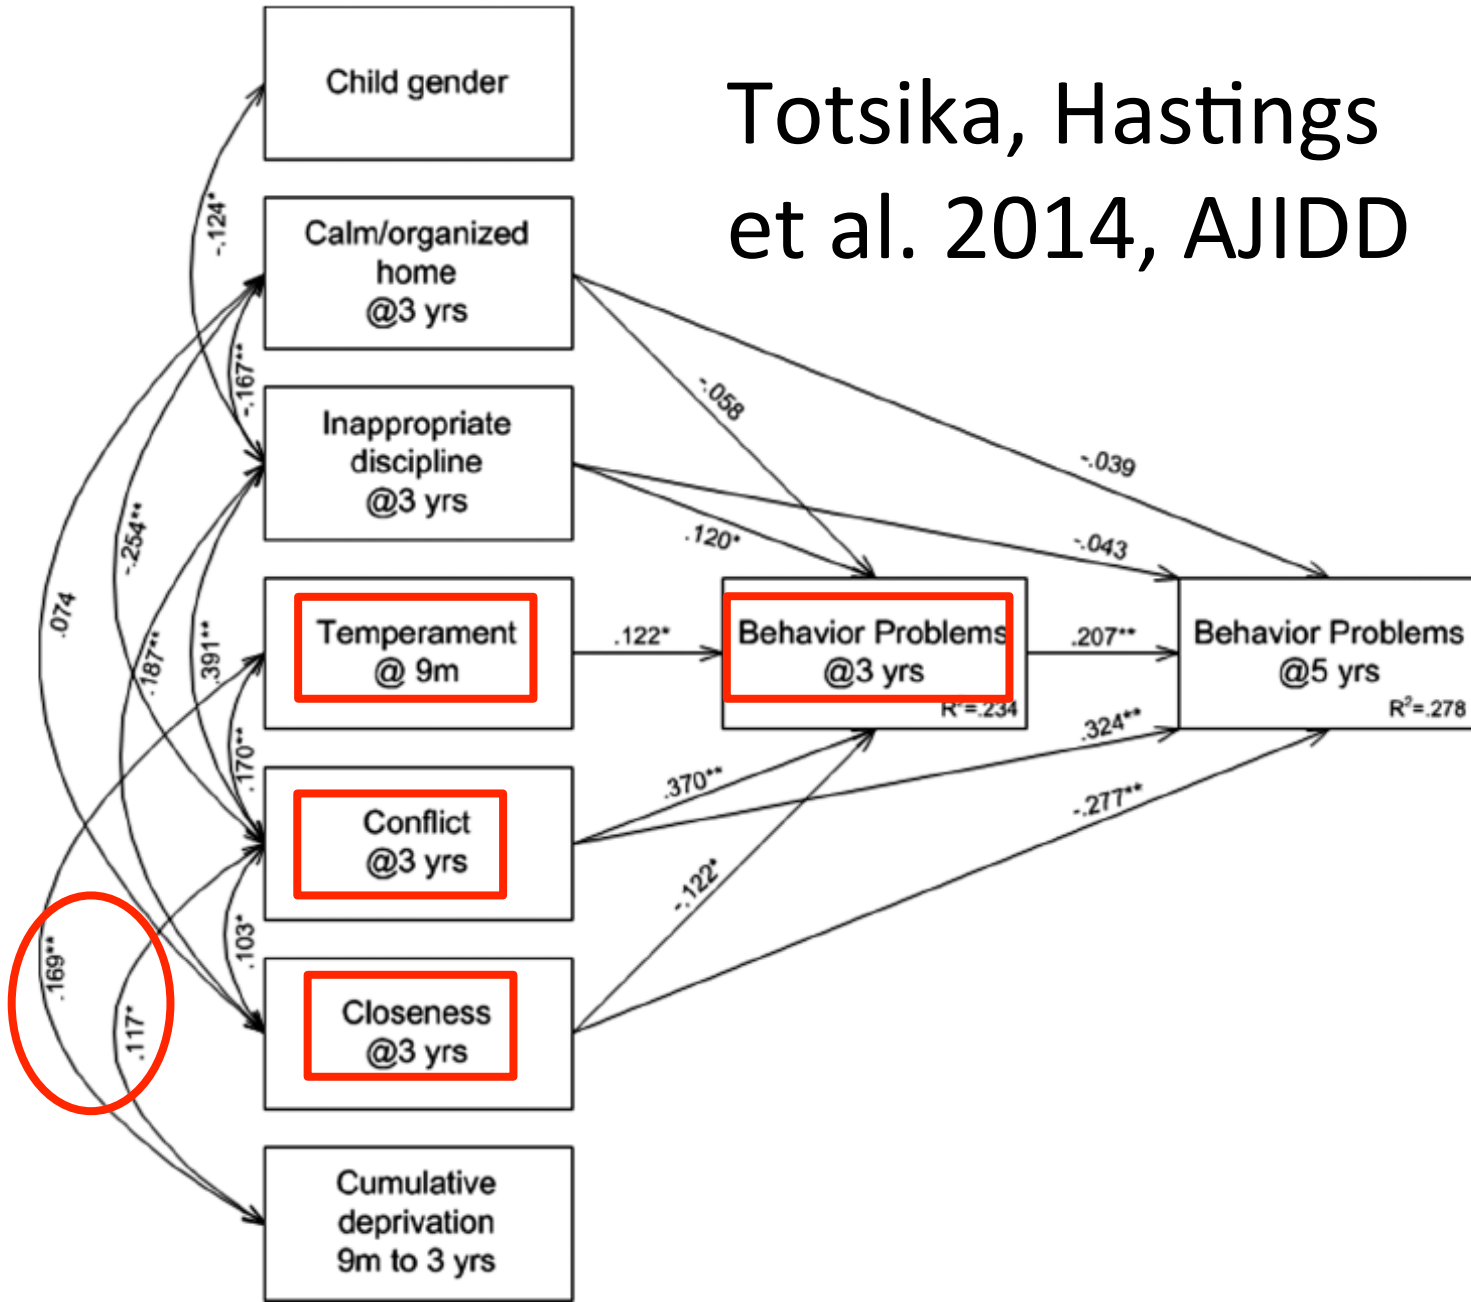 Totsika, Hastings
et al. 2014, AJIDD
Child gender
Calm/organized
home
@3 yrs
Inappropriate
discipline
@3 yrs
Temperament
@ 9m
Conflict
@3 yrs
Closeness
@3 yrs
Cumulative
deprivation
9m to 3 yrs
Behavior Problems
@3 yrs
R²=.234
Behavior Problems
@5 yrs
R²=.278
-.124*
-.167**
-.254**
.074
.187**
.391**
.170**
.103*
.169**
.117*
-.058
-.039
.120*
-.043
.122*
.207**
.370**
.324**
-.122*
-.277**